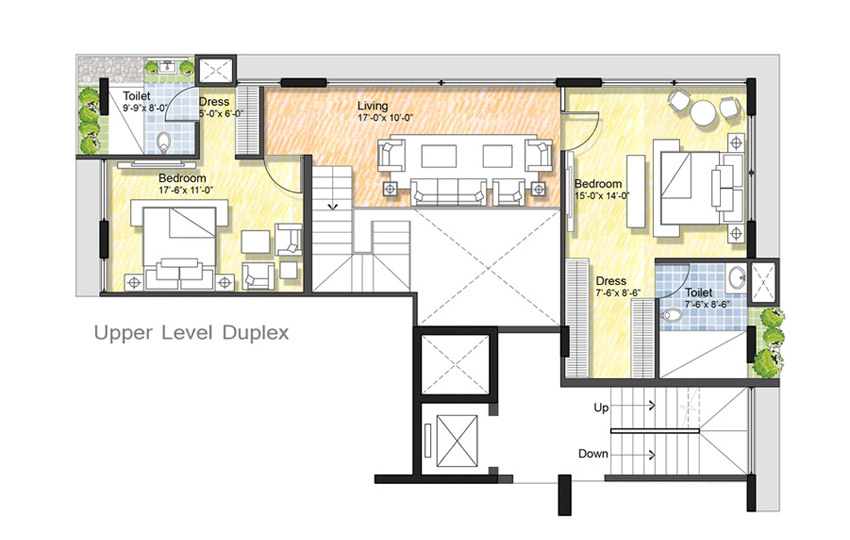 Toilet
9'-9"x 8'-0"
Dress
5'-0"x 6'-0"
Living
17'-0"x 10'-0"
Bedroom
17'-6"x 11'-0"
Bedroom
15'-0"x 14'-0"
Dress
7'-6"x 8'-6"
Toilet
7'-6"x 8'-6"
Upper Level Duplex
Up
Down